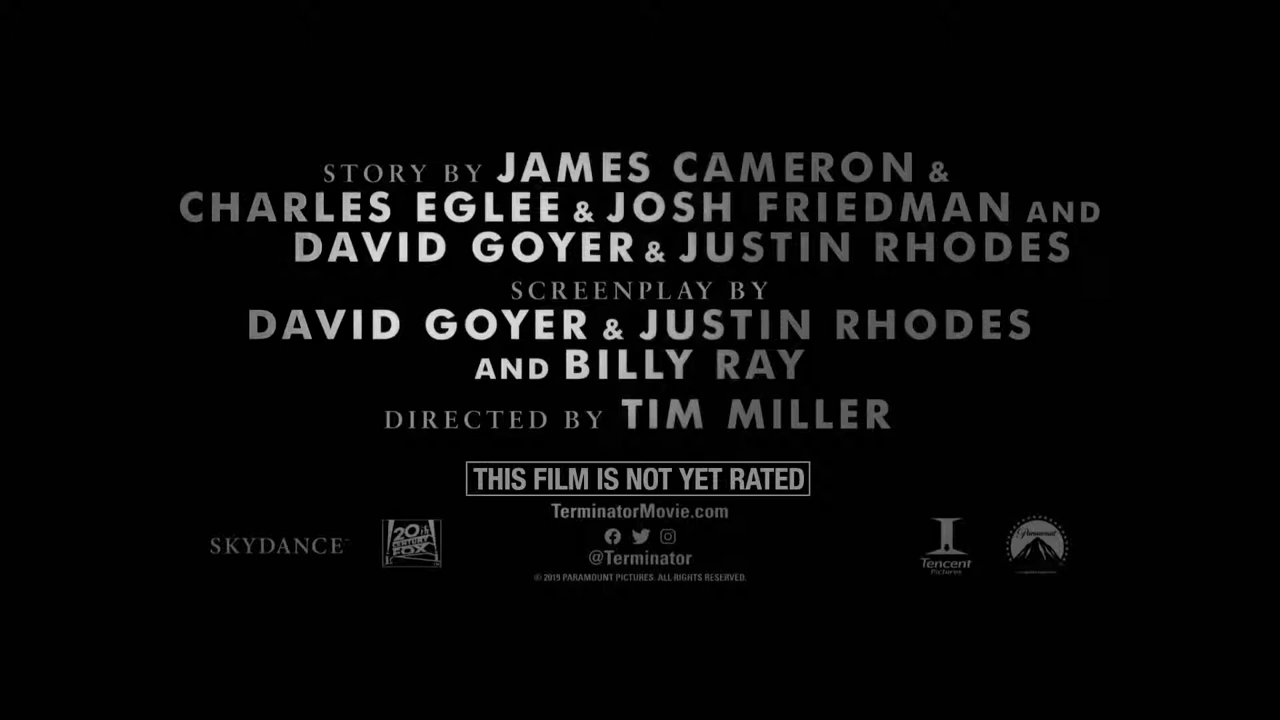 STORY BY JAMES CAMERON &
CHARLES EGLEE & JOSH FRIEDMAN AND
DAVID GOYER & JUSTIN RHODES
SCREENPLAY BY
DAVID GOYER & JUSTIN RHODES
AND BILLY RAY
DIRECTED BY TIM MILLER
THIS FILM IS NOT YET RATED
TerminatorMovie.com
@Terminator
© 2019 PARAMOUNT PICTURES. ALL RIGHTS RESERVED.
SKYDANCE
20th
CENTURY
FOX
Tencent
Pictures
Paramount